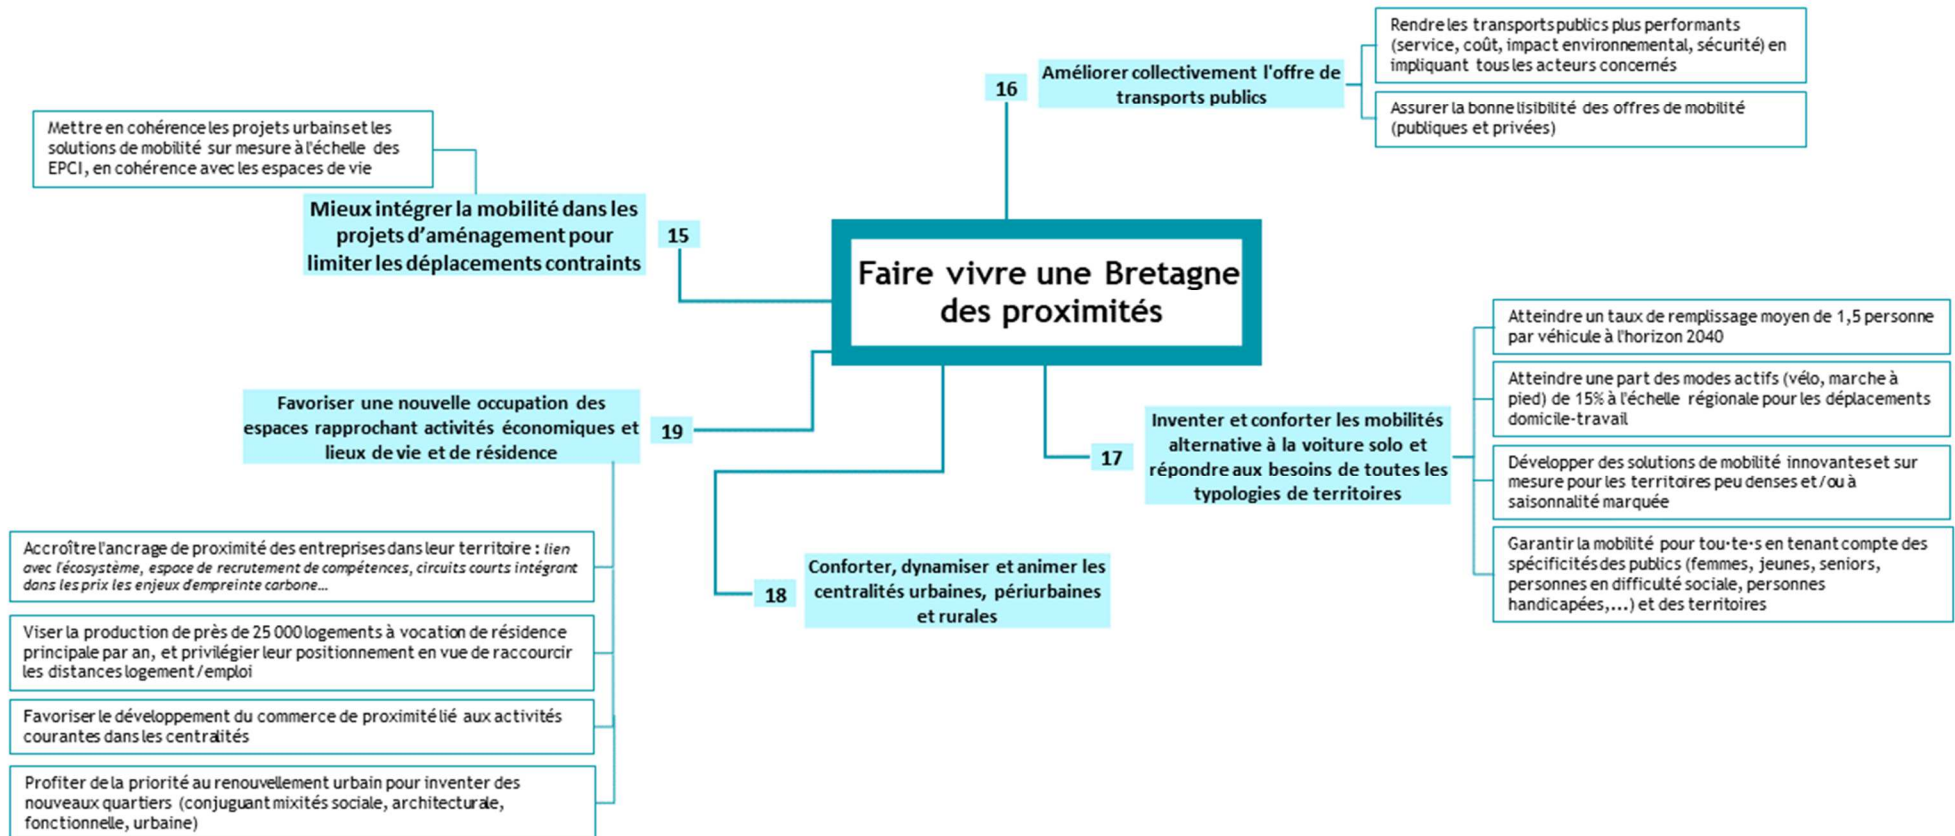 Faire vivre une Bretagne
des proximités
15
Mieux intégrer la mobilité dans les
projets d’aménagement pour
limiter les déplacements contraints
Mettre en cohérence les projets urbains et les
solutions de mobilité sur mesure à l'échelle des
EPCI, en cohérence avec les espaces de vie
16
Améliorer collectivement l'offre de
transports publics
Rendre les transports publics plus performants
(service, coût, impact environnemental, sécurité) en
impliquant tous les acteurs concernés
Assurer la bonne lisibilité des offres de mobilité
(publiques et privées)
17
Inventer et conforter les mobilités
alternative à la voiture solo et
répondre aux besoins de toutes les
typologies de territoires
Atteindre un taux de remplissage moyen de 1,5 personne
par véhicule à l'horizon 2040
Atteindre une part des modes actifs (vélo, marche à
pied) de 15% à l'échelle régionale pour les déplacements
domicile-travail
Développer des solutions de mobilité innovantes et sur
mesure pour les territoires peu denses et/ou à
saisonnalité marquée
Garantir la mobilité pour tou·te·s en tenant compte des
spécificités des publics (femmes, jeunes, seniors,
personnes en difficulté sociale, personnes
handicapées,...) et des territoires
18
Conforter, dynamiser et animer les
centralités urbaines, périurbaines
et rurales
19
Favoriser une nouvelle occupation des
espaces rapprochant activités économiques et
lieux de vie et de résidence
Accroître l'ancrage de proximité des entreprises dans leur territoire : lien
avec l'écosystème, espace de recrutement de compétences, circuits courts intégrant
dans les prix les enjeux d'empreinte carbone...
Viser la production de près de 25 000 logements à vocation de résidence
principale par an, et privilégier leur positionnement en vue de raccourcir
les distances logement/emploi
Favoriser le développement du commerce de proximité lié aux activités
courantes dans les centralités
Profiter de la priorité au renouvellement urbain pour inventer des
nouveaux quartiers (conjuguant mixités sociale, architecturale,
fonctionnelle, urbaine)